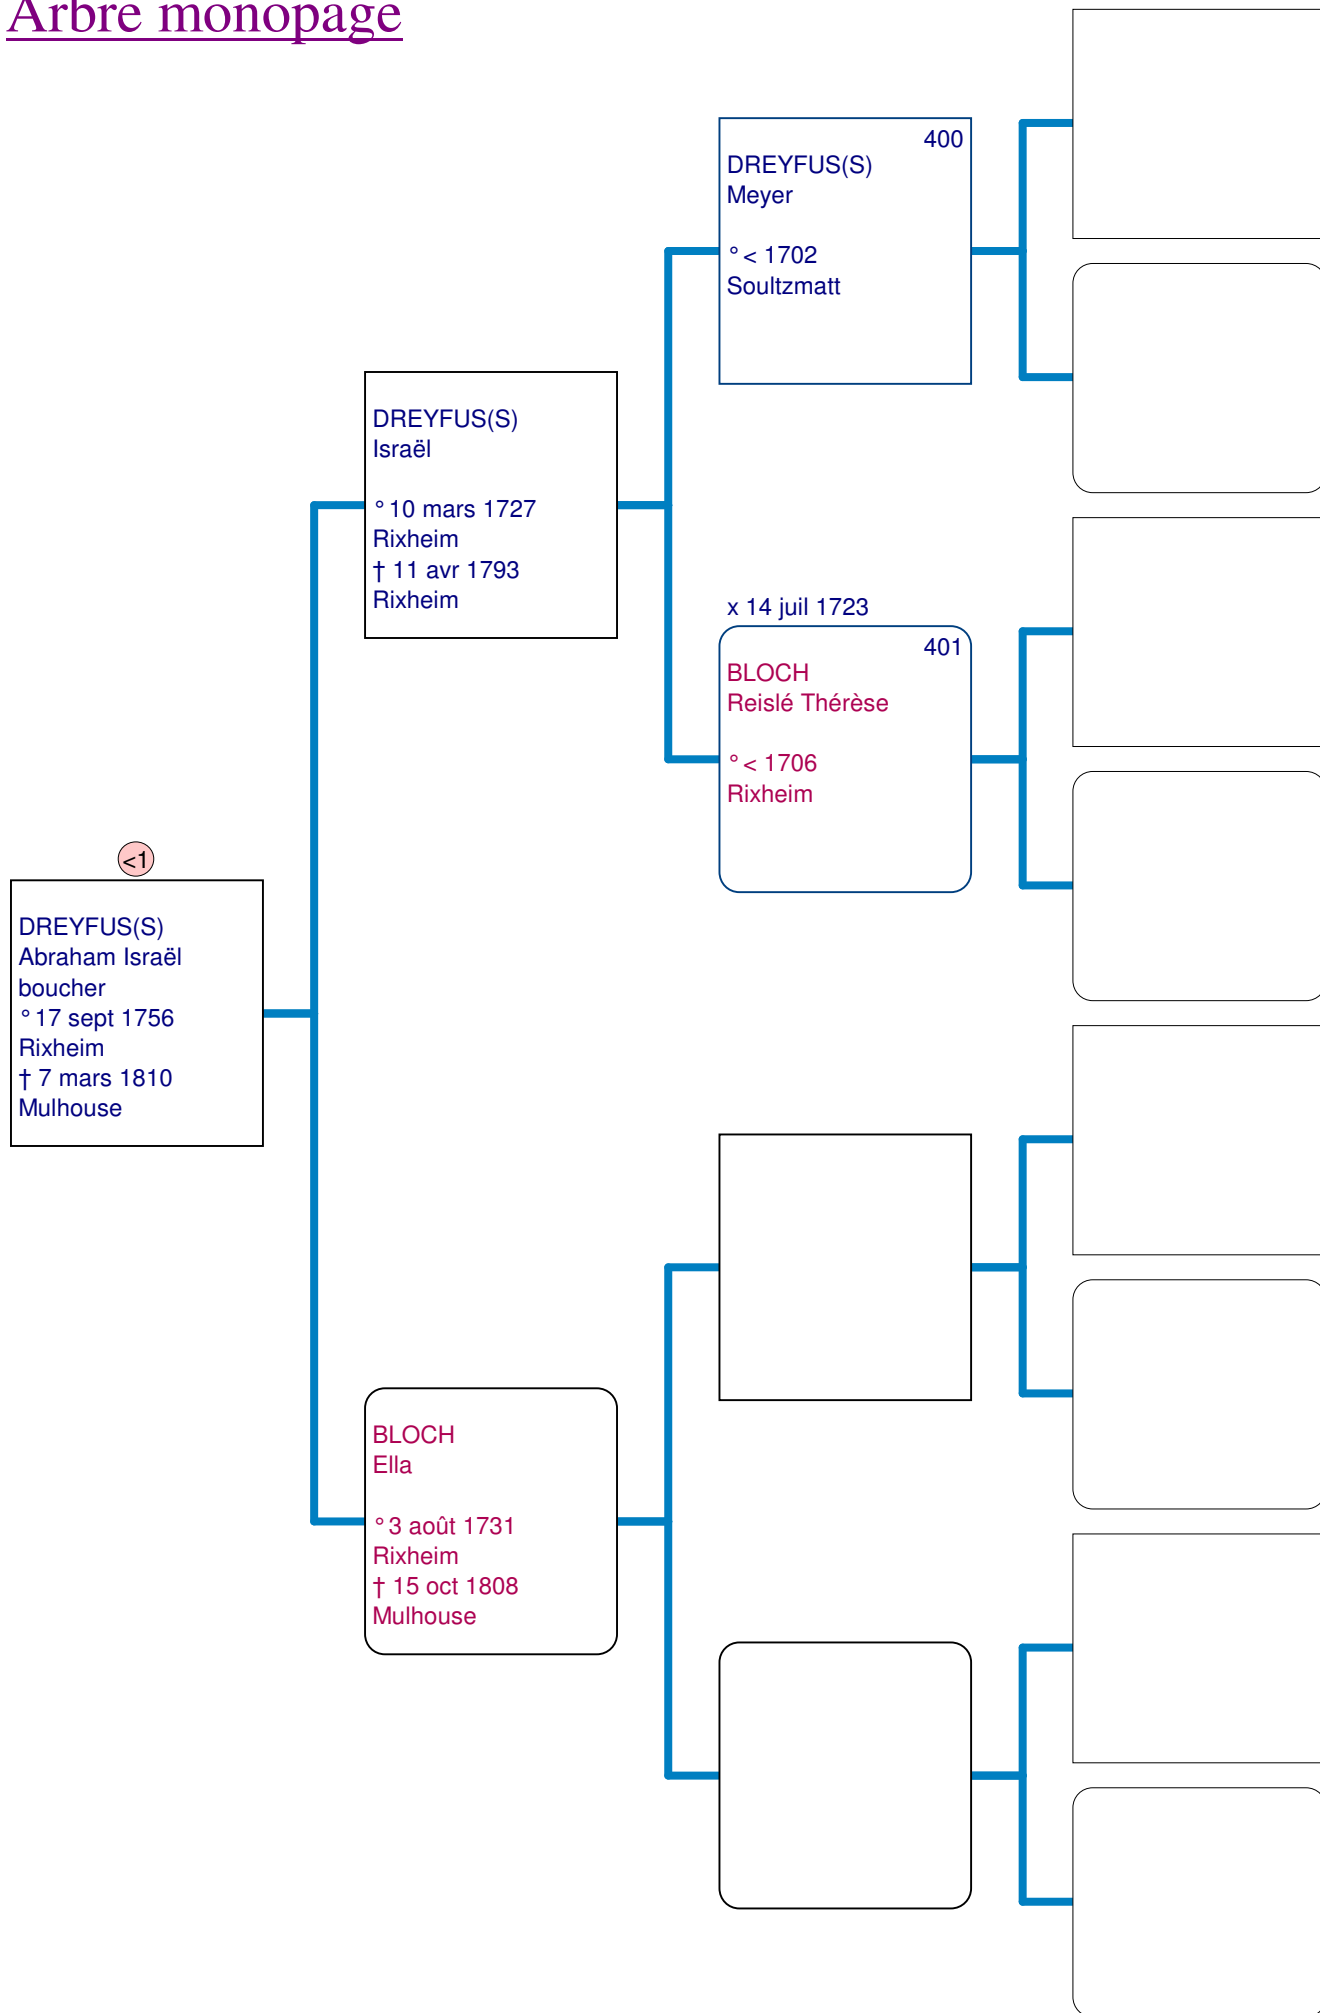 Arbre monopage
400
DREYFUS(S)
Meyer
° < 1702
Soultzmatt
DREYFUS(S)
Israël
° 10 mars 1727
Rixheim
† 11 avr 1793
Rixheim
x 14 juil 1723
401
BLOCH
Reislé Thérèse
° < 1706
Rixheim
<1
DREYFUS(S)
Abraham Israël
boucher
° 17 sept 1756
Rixheim
† 7 mars 1810
Mulhouse
BLOCH
Ella
° 3 août 1731
Rixheim
† 15 oct 1808
Mulhouse